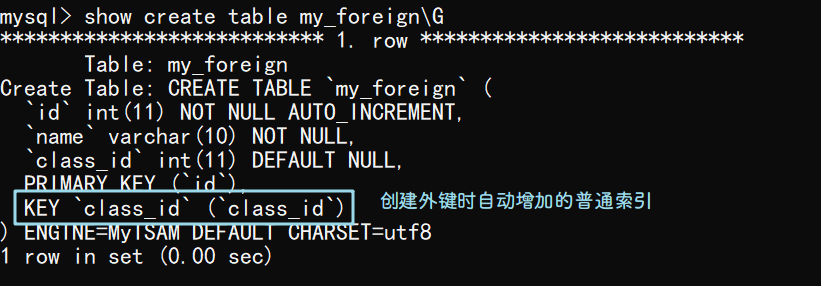 mysql> show create table my_foreign\G
*************************** 1. row ***************************
Table: my_foreign
Create Table: CREATE TABLE `my_foreign` (
`id` int(11) NOT NULL AUTO_INCREMENT,
`name` varchar(10) NOT NULL,
`class_id` int(11) DEFAULT NULL,
PRIMARY KEY (`id`),
KEY `class_id` (`class_id`) 创建外键时自动增加的普通索引
) ENGINE=MyISAM DEFAULT CHARSET=utf8
1 row in set (0.00 sec)